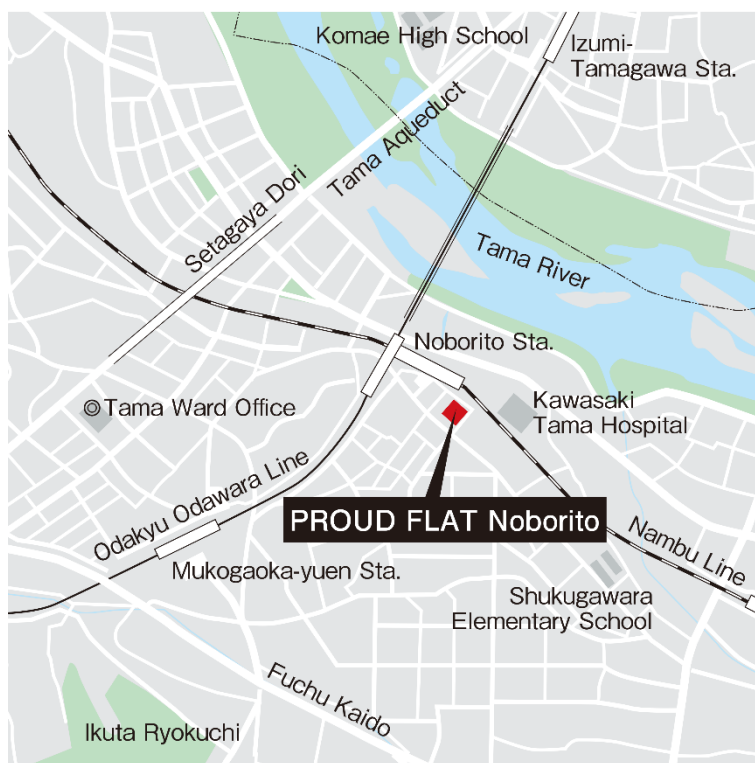 Komae High School
Izumi-
Tamagawa Sta.
Tama Aqueduct
Setagaya Dori
Tama River
Noborito Sta.
Tama Ward Office
Kawasaki
Tama Hospital
Odakyu Odawara Line
PROUD FLAT Noborito
Nambu Line
Mukogaoka-yuen Sta.
Shukugawara
Elementary School
Fuchu Kaido
Ikuta Ryokuchi